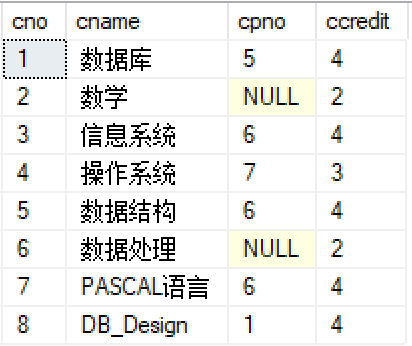 cno cname cpno ccredit
1 数据库 5 4
2 数学 NULL 2
3 信息系统 6 4
4 操作系统 7 3
5 数据结构 6 4
6 数据处理 NULL 2
7 PASCAL语言 6 4
8 DB_Design 1 4